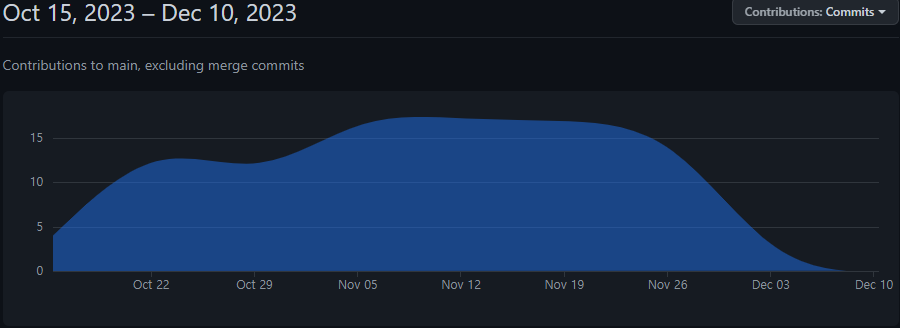 Oct 15, 2023 – Dec 10, 2023
Contributions: Commits
Contributions to main, excluding merge commits
15
10
5
0
Oct 22 Oct 29 Nov 05 Nov 12 Nov 19 Nov 26 Dec 03 Dec 10